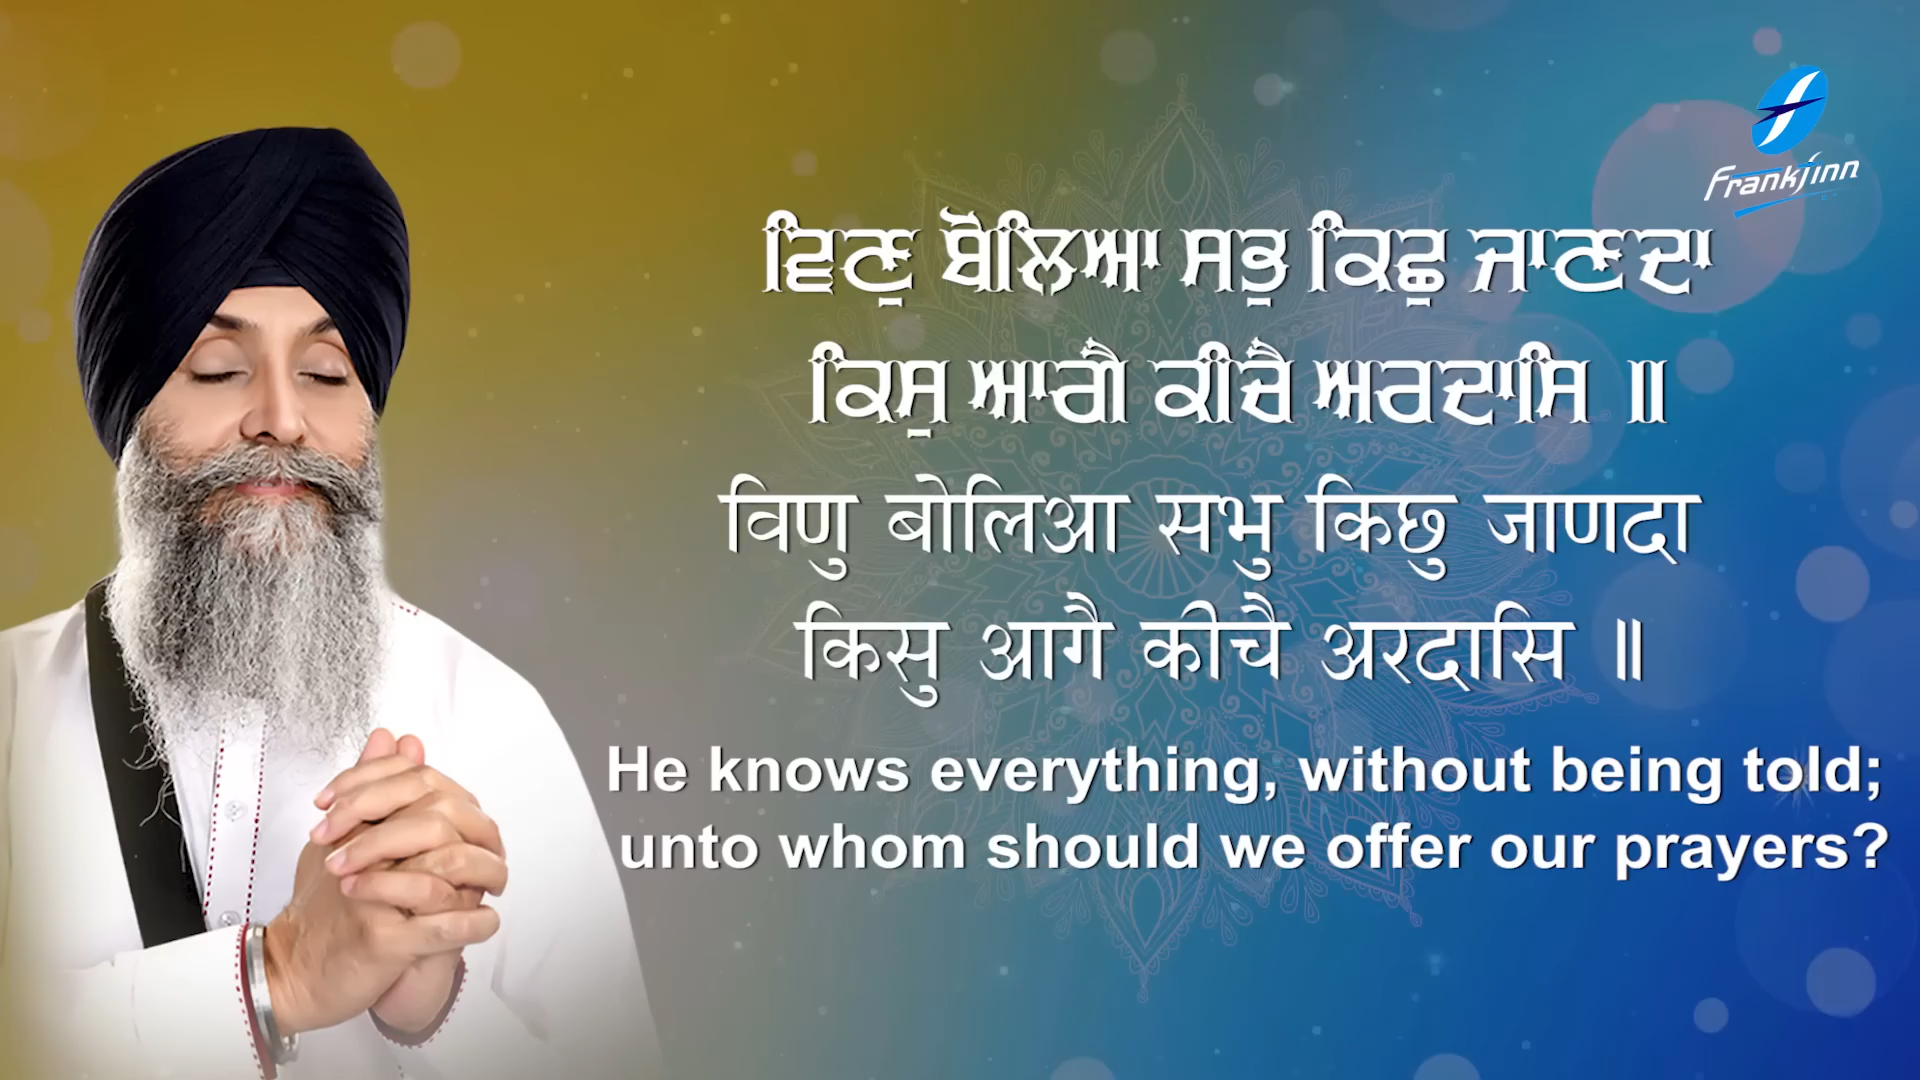 Frankfinn
ਵਿਣੁ ਬੋਲਿਆ ਸਭੁ ਕਿਛੁ ਜਾਣਦਾ
ਕਿਸੁ ਆਗੈ ਕੀਚੈ ਅਰਦਾਸਿ ॥
विणु बोलिआ सभु किछु जाणदा
किसु आगै कीचै अरदासि ॥
He knows everything, without being told;
unto whom should we offer our prayers?